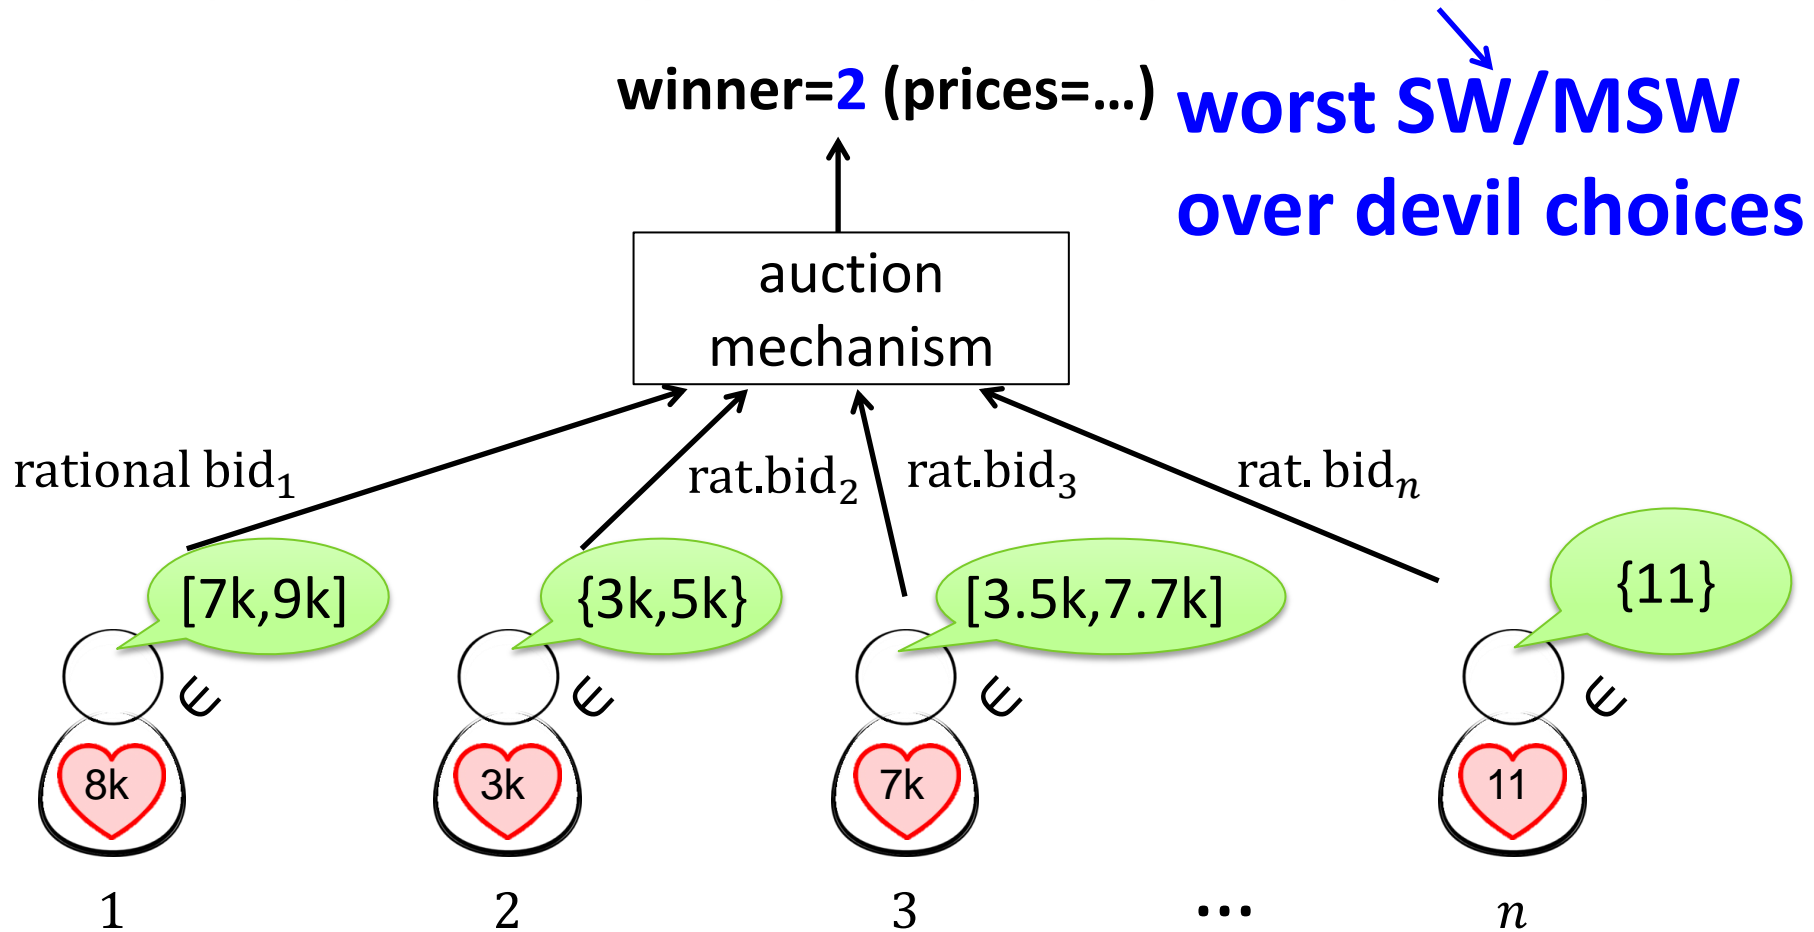 winner=2 (prices=...)
worst SW/MSW
over devil choices
auction
mechanism
rational bid₁
rat.bid₂
rat.bid₃
rat. bidₙ
[7k,9k]
{3k,5k}
[3.5k,7.7k]
{11}
∈ ∈ ∈ ∈
8k 3k 7k 11
1 2 3 ... n